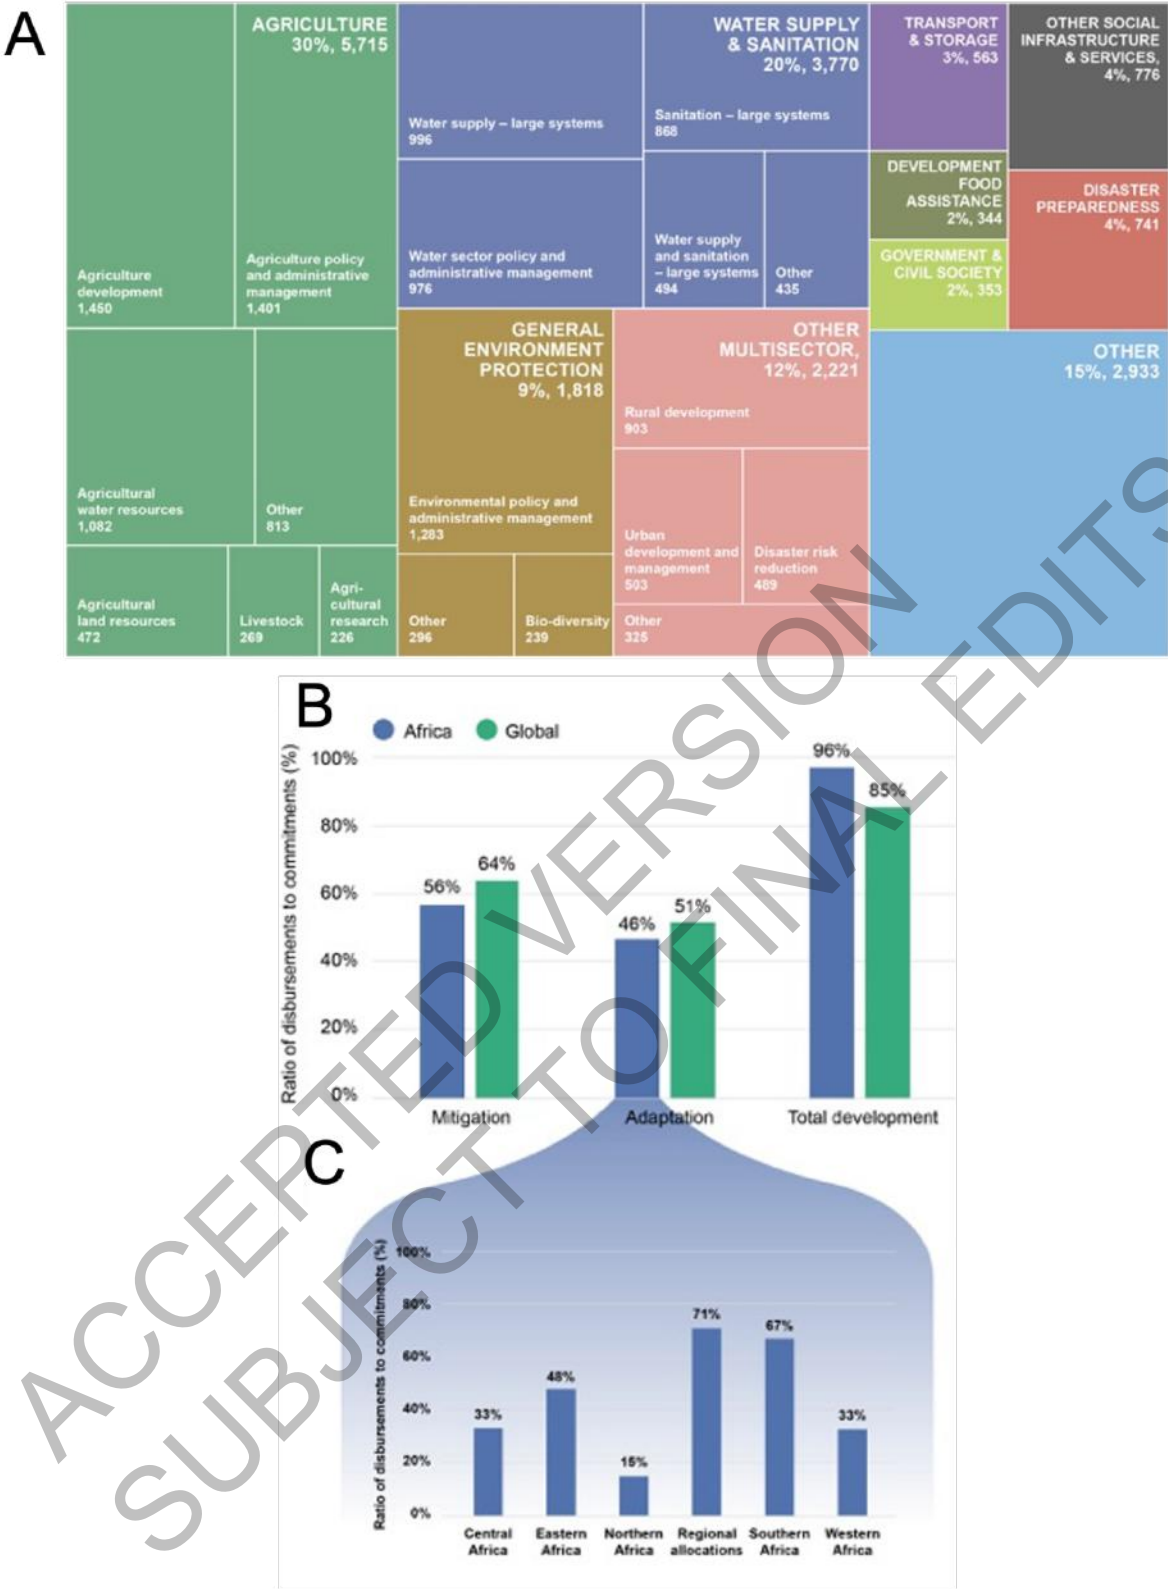 A
AGRICULTURE
30%, 5,715
Agriculture
development
1,450
Agriculture policy
and administrative
management
1,401
Agricultural
water resources
1,082
Other
813
Agricultural
land resources
472
Livestock
269
Agri-
cultural
research
226
WATER SUPPLY
& SANITATION
20%, 3,770
Water supply – large systems
996
Sanitation – large systems
868
Water sector policy and
administrative management
976
Water supply
and sanitation
– large systems
494
Other
435
GENERAL
ENVIRONMENT
PROTECTION
9%, 1,818
Environmental policy and
administrative management
1,283
Other
296
Bio-diversity
239
OTHER
MULTISECTOR,
12%, 2,221
Rural development
903
Urban
development and
management
503
Disaster risk
reduction
489
Other
325
TRANSPORT
& STORAGE
3%, 563
OTHER SOCIAL
INFRASTRUCTURE
& SERVICES,
4%, 776
DEVELOPMENT
FOOD
ASSISTANCE
2%, 344
GOVERNMENT &
CIVIL SOCIETY
2%, 353
DISASTER
PREPAREDNESS
4%, 741
OTHER
15%, 2,933
B
Africa
Global
Ratio of disbursements to commitments (%)
100%
80%
60%
40%
20%
0%
56%
64%
46%
51%
96%
85%
Mitigation
Adaptation
Total development
C
Ratio of disbursements to commitments (%)
100%
80%
60%
40%
20%
0%
33%
48%
15%
71%
67%
33%
Central
Africa
Eastern
Africa
Northern
Africa
Regional
allocations
Southern
Africa
Western
Africa
ACCEPTED VERSION
SUBJECT TO FINAL EDITS